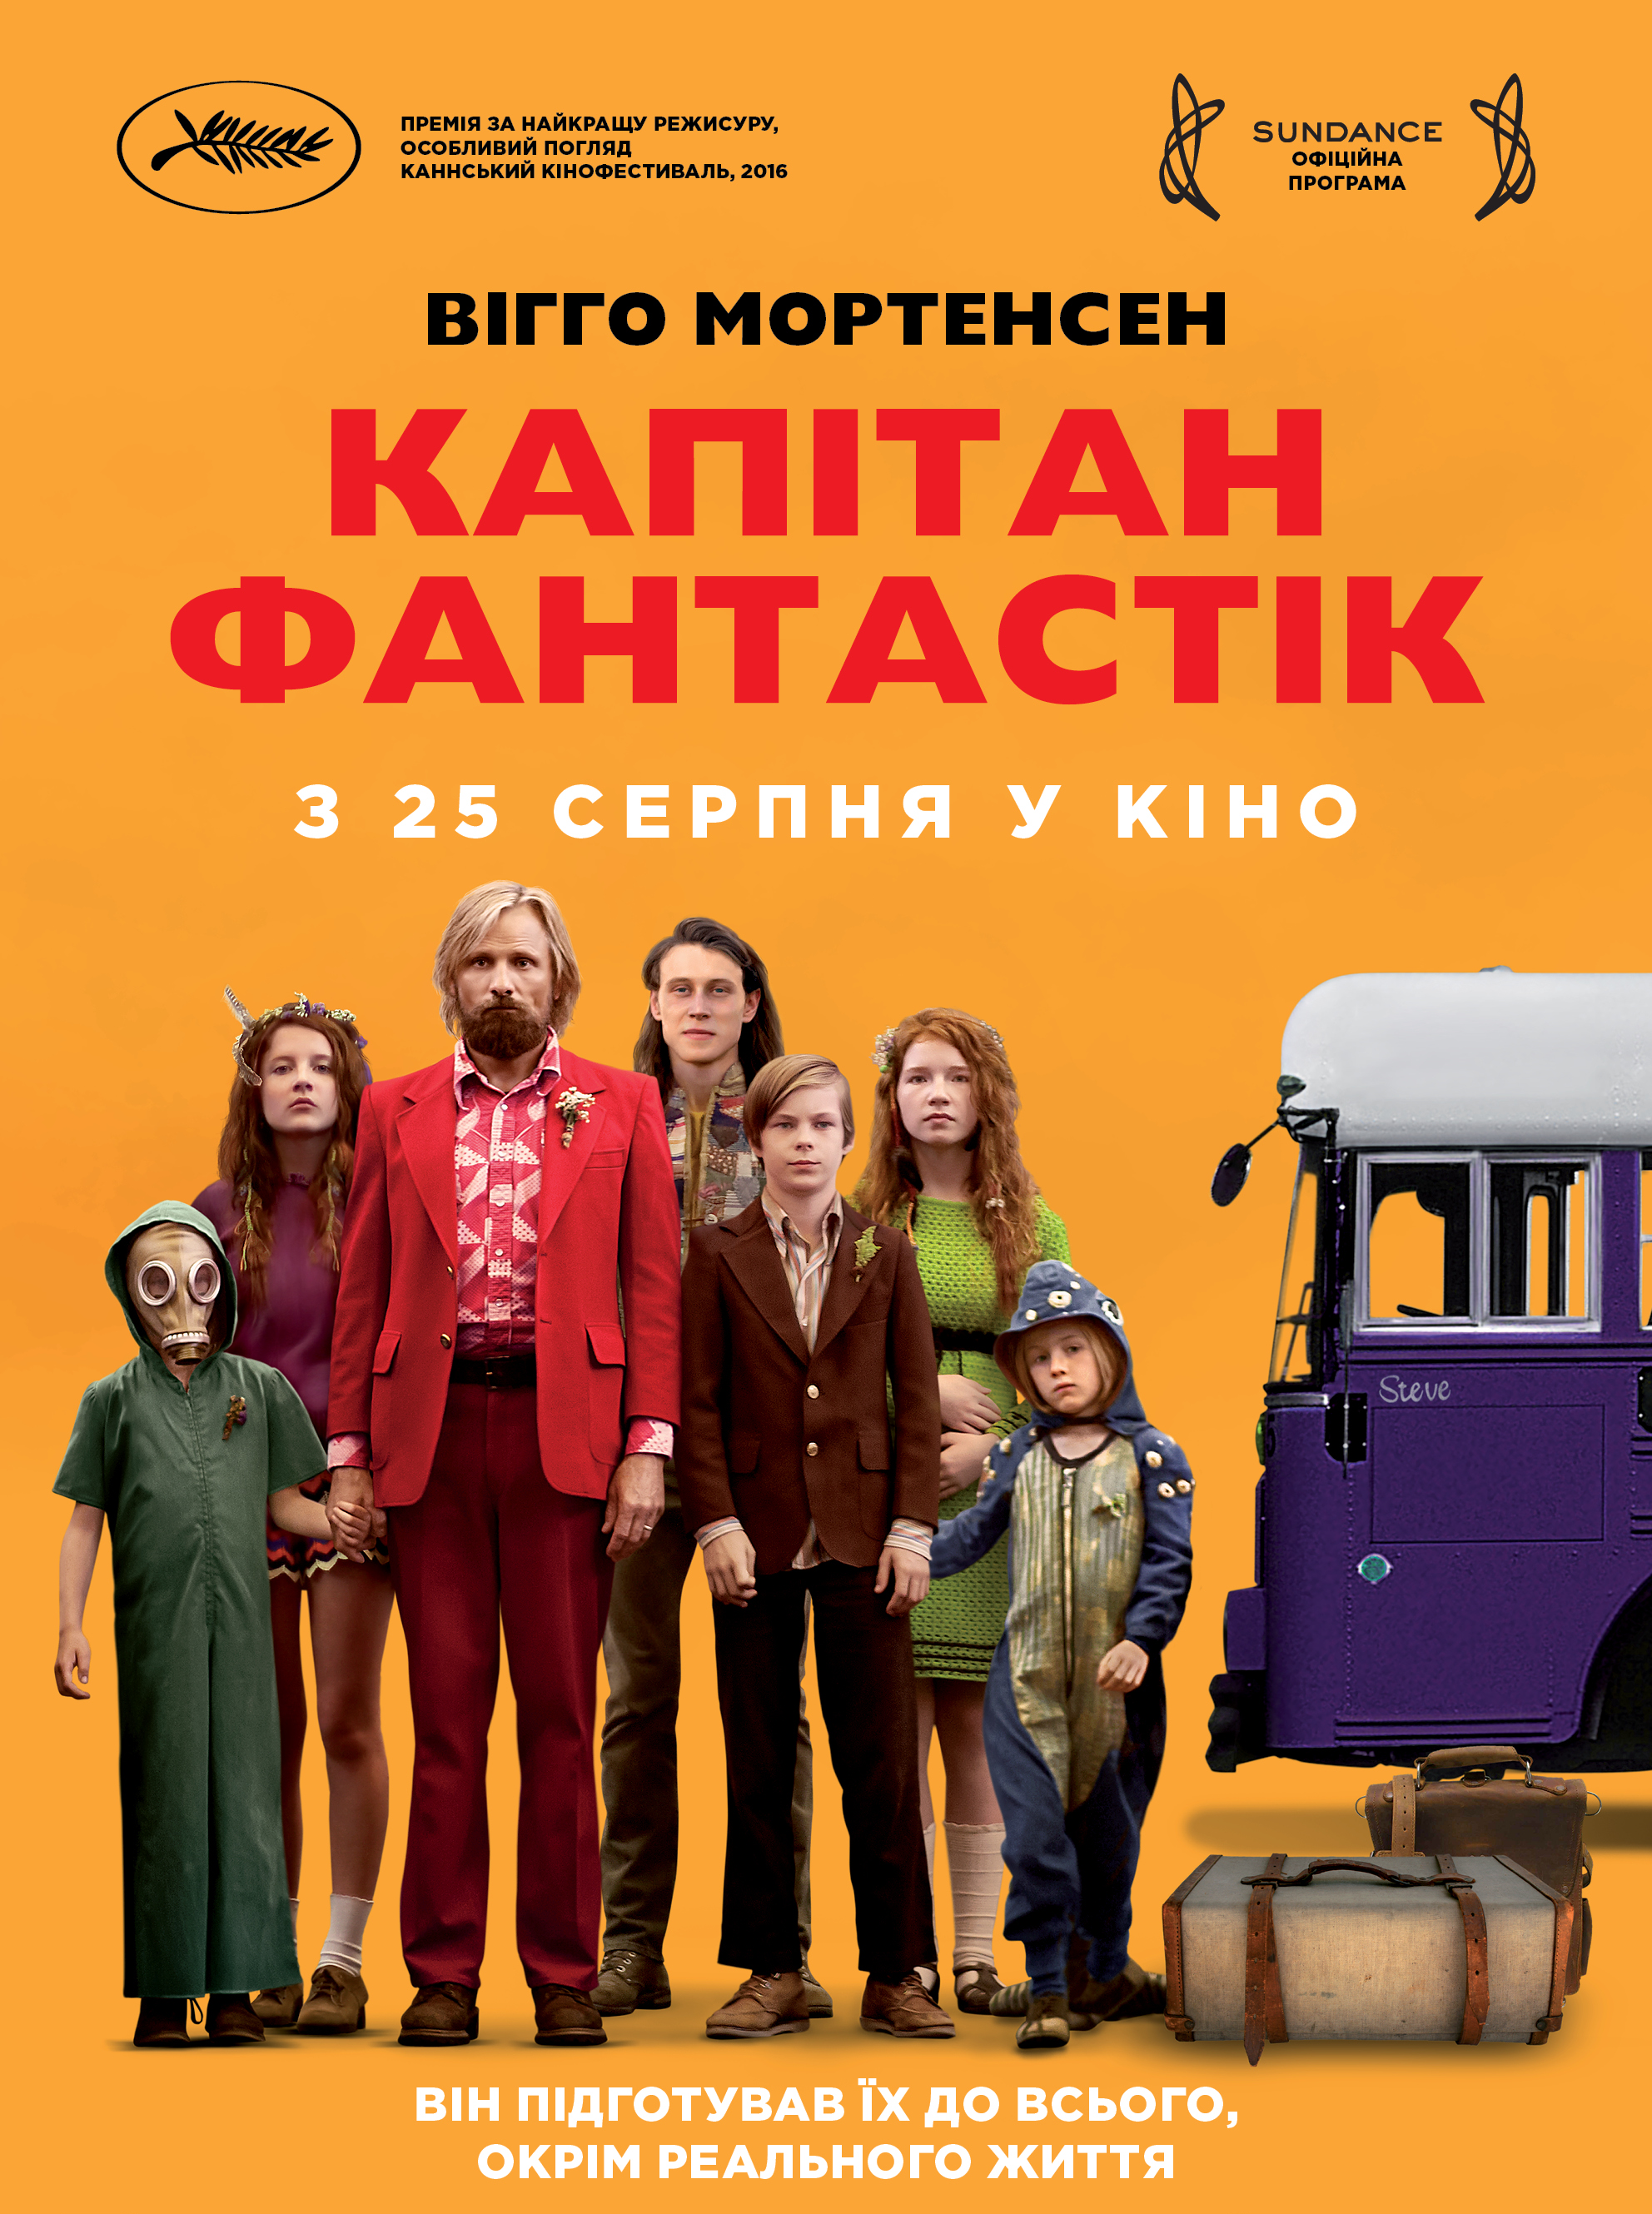 ПРЕМІЯ ЗА НАЙКРАЩУ РЕЖИСУРУ,
ОСОБЛИВИЙ ПОГЛЯД
КАННСЬКИЙ КІНОФЕСТИВАЛЬ, 2016
SUNDANCE
ОФІЦІЙНА
ПРОГРАМА
ВІГГО МОРТЕНСЕН
КАПІТАН
ФАНТАСТІК
З 25 СЕРПНЯ У КІНО
Steve
ВІН ПІДГОТУВАВ ЇХ ДО ВСЬОГО,
ОКРІМ РЕАЛЬНОГО ЖИТТЯ